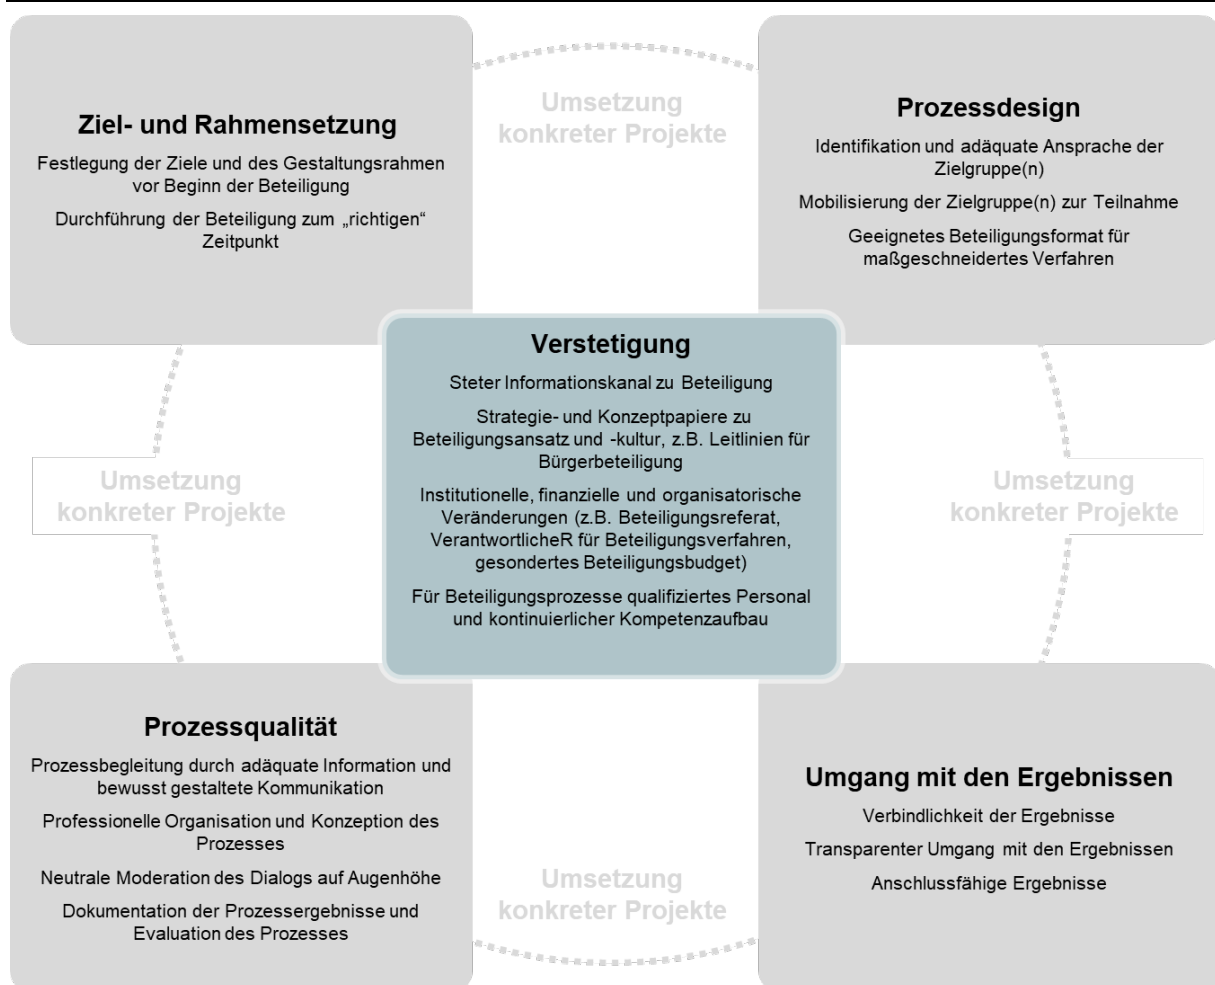 Ziel- und Rahmensetzung
Festlegung der Ziele und des Gestaltungsrahmen
vor Beginn der Beteiligung
Durchführung der Beteiligung zum „richtigen“
Zeitpunkt
Umsetzung
konkreter Projekte
Prozessdesign
Identifikation und adäquate Ansprache der
Zielgruppe(n)
Mobilisierung der Zielgruppe(n) zur Teilnahme
Geeignetes Beteiligungsformat für
maßgeschneidertes Verfahren
Umsetzung
konkreter Projekte
Verstetigung
Steter Informationskanal zu Beteiligung
Strategie- und Konzeptpapiere zu
Beteiligungsansatz und -kultur, z.B. Leitlinien für
Bürgerbeteiligung
Institutionelle, finanzielle und organisatorische
Veränderungen (z.B. Beteiligungsreferat,
VerantwortlicheR für Beteiligungsverfahren,
gesondertes Beteiligungsbudget)
Für Beteiligungsprozesse qualifiziertes Personal
und kontinuierlicher Kompetenzaufbau
Umsetzung
konkreter Projekte
Prozessqualität
Prozessbegleitung durch adäquate Information und
bewusst gestaltete Kommunikation
Professionelle Organisation und Konzeption des
Prozesses
Neutrale Moderation des Dialogs auf Augenhöhe
Dokumentation der Prozessergebnisse und
Evaluation des Prozesses
Umsetzung
konkreter Projekte
Umgang mit den Ergebnissen
Verbindlichkeit der Ergebnisse
Transparenter Umgang mit den Ergebnissen
Anschlussfähige Ergebnisse